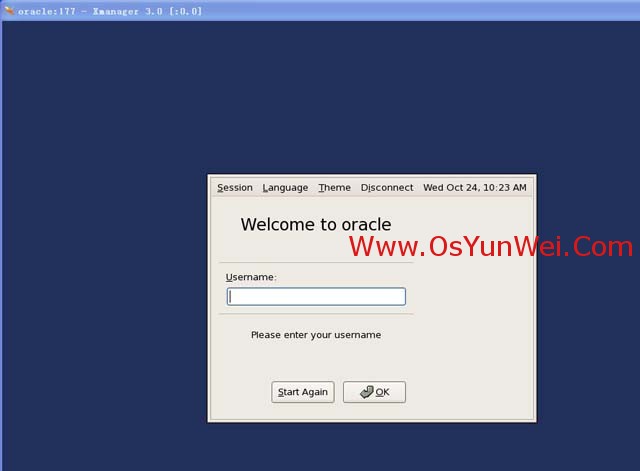 oracle:177 - Xmanager 3.0 [:0.0]
Session Language Theme Disconnect Wed Oct 24, 10:23 AM
Welcome to oracle
Www.OsYunWei.Com
Username:
Please enter your username
Start Again OK